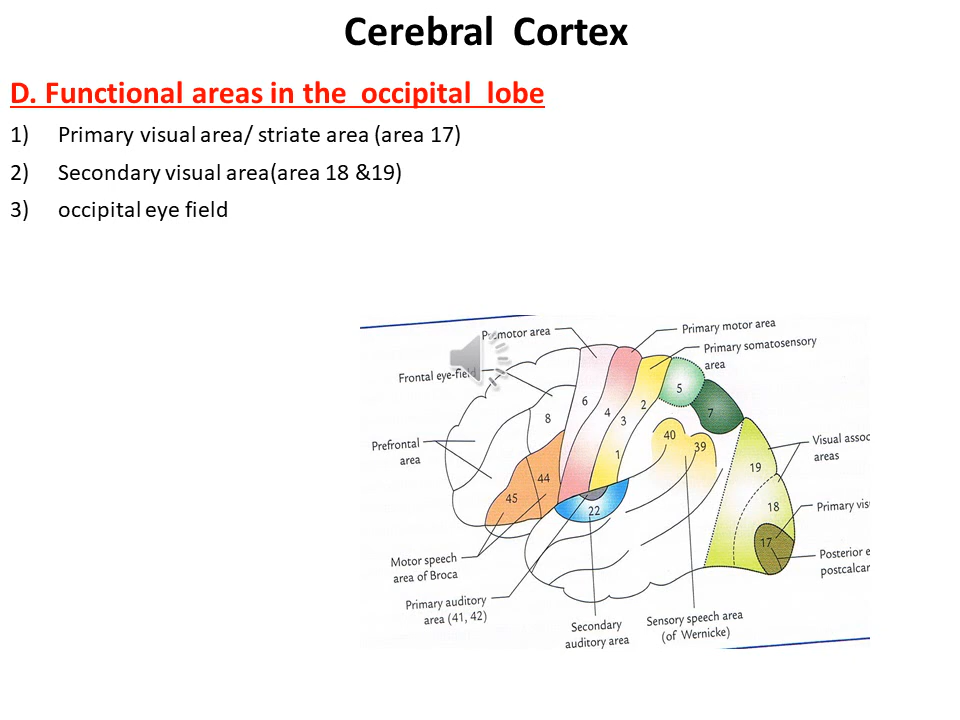 Cerebral Cortex
D. Functional areas in the occipital lobe
1) Primary visual area/ striate area (area 17)
2) Secondary visual area(area 18 &19)
3) occipital eye field
Premotor area
Primary motor area
Primary somatosensory
area
Frontal eye-field
Prefrontal
area
6
4
3
2
1
5
7
8
40
39
44
45
22
19
18
17
Visual assoc
areas
Primary vis
Posterior e
postcalcar
Motor speech
area of Broca
Primary auditory
area (41, 42)
Secondary
auditory area
Sensory speech area
(of Wernicke)